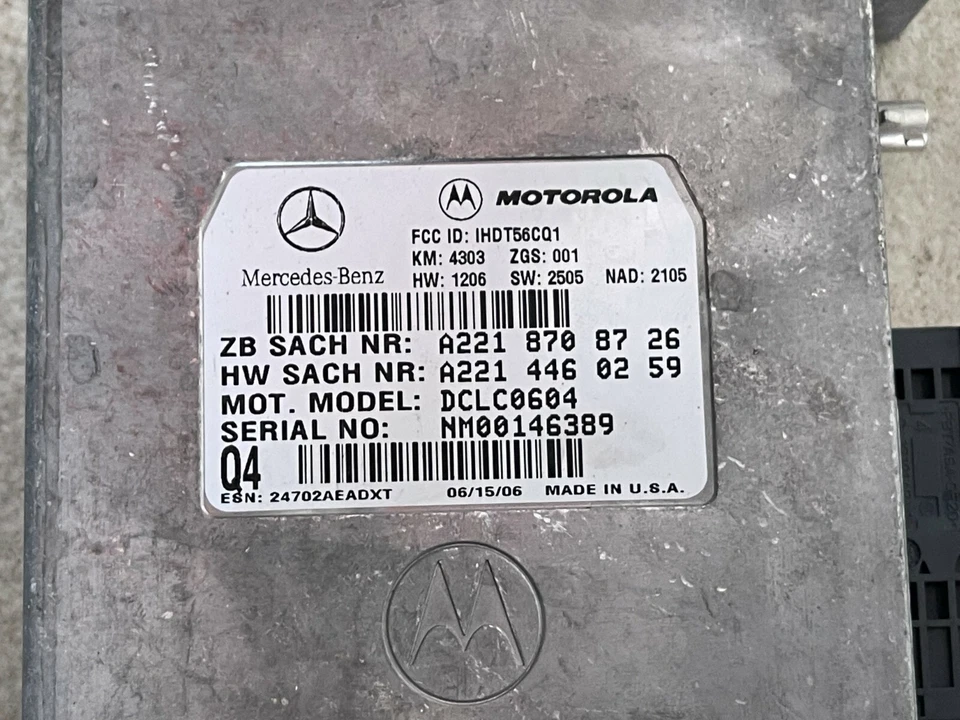 MOTOROLA
Mercedes-Benz
FCC ID: IHDT56CQ1
KM: 4303 ZGS: 001
HW: 1206 SW: 2505 NAD: 2105
ZB SACH NR: A221 870 87 26
HW SACH NR: A221 446 02 59
MOT. MODEL: DCLC0604
SERIAL NO: NM00146389
Q4
ESN: 24702AEADXT 06/15/06 MADE IN U.S.A.